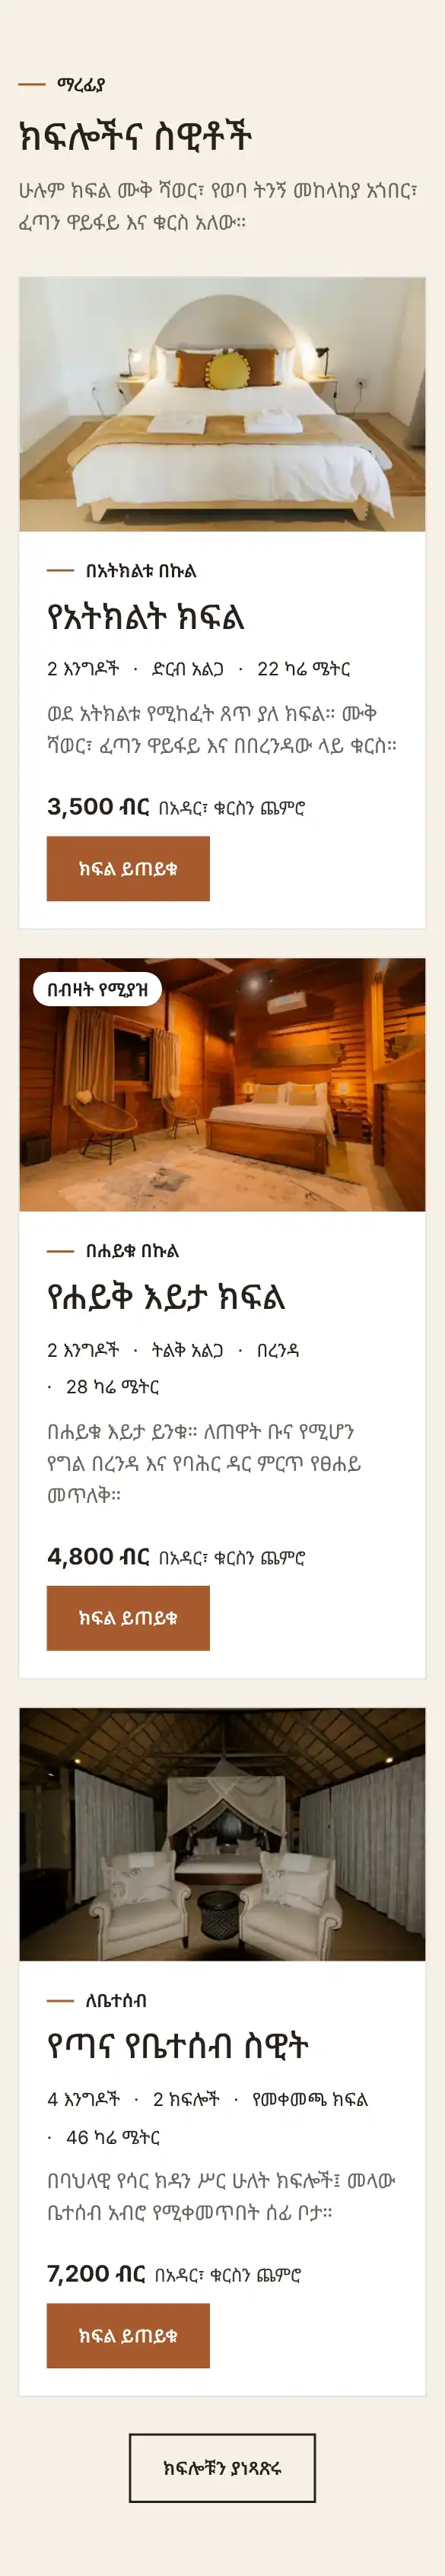 ማረፊያ
ክፍሎችና ስዊቶች
ሁሉም ክፍል ሙቅ ሻወር፣ የወባ ትንኝ መከላከያ አጎበር፣
ፈጣን ዋይፋይ እና ቁርስ አለው።
በአትክልቱ በኩል
የአትክልት ክፍል
2 እንግዶች · ድርብ አልጋ · 22 ካሬ ሜትር
ወደ አትክልቱ የሚከፈት ጸጥ ያለ ክፍል። ሙቅ
ሻወር፣ ፈጣን ዋይፋይ እና በበረንዳው ላይ ቁርስ።
3,500 ብር በአዳር፣ ቁርስን ጨምሮ
ክፍል ይጠይቁ
በብዛት የሚያዝ
በሐይቁ በኩል
የሐይቅ እይታ ክፍል
2 እንግዶች · ትልቅ አልጋ · በረንዳ
· 28 ካሬ ሜትር
በሐይቁ እይታ ይንቁ። ለጠዋት ቡና የሚሆን
የግል በረንዳ እና የባሕር ዳር ምርጥ የፀሐይ
መጥለቅ።
4,800 ብር በአዳር፣ ቁርስን ጨምሮ
ክፍል ይጠይቁ
ለቤተሰብ
የጣና የቤተሰብ ስዊት
4 እንግዶች · 2 ክፍሎች · የመቀመጫ ክፍል
· 46 ካሬ ሜትር
በባህላዊ የሳር ክዳን ሥር ሁለት ክፍሎች፤ መላው
ቤተሰብ አብሮ የሚቀመጥበት ሰፊ ቦታ።
7,200 ብር በአዳር፣ ቁርስን ጨምሮ
ክፍል ይጠይቁ
ክፍሎቹን ያነጻጽሩ